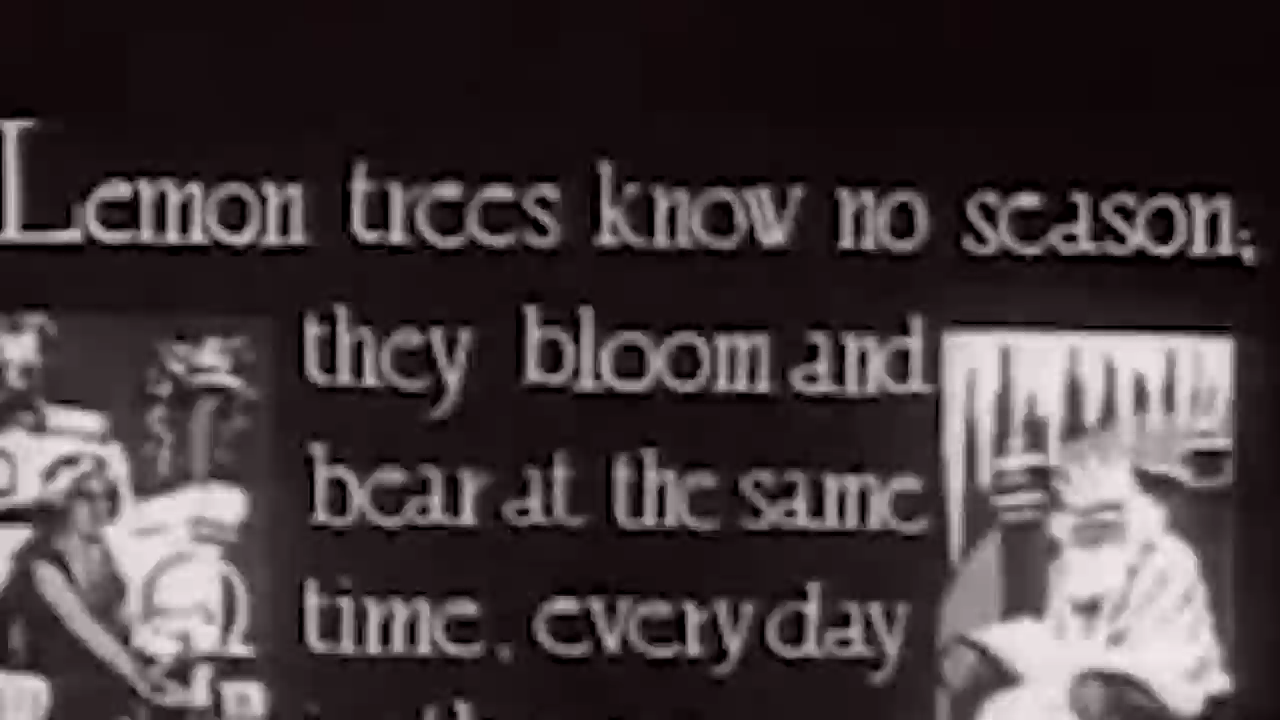 Lemon trees know no season;
they bloom and
bear at the same
time, every day